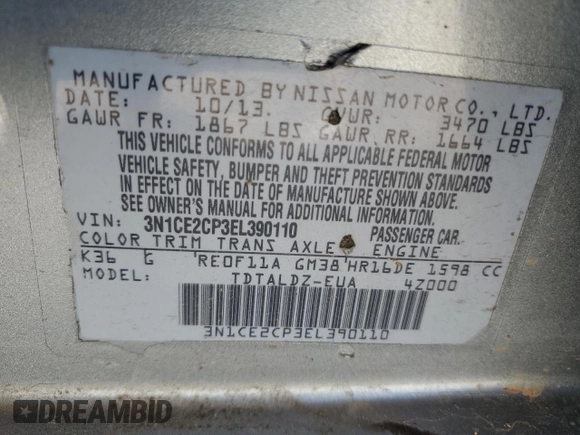 MANUFACTURED BY NISSAN MOTOR CO., LTD.
DATE: 10/13. GVWR: 3470 LBS
GAWR FR: 1867 LBS GAWR RR: 1664 LBS
THIS VEHICLE CONFORMS TO ALL APPLICABLE FEDERAL MOTOR
VEHICLE SAFETY, BUMPER AND THEFT PREVENTION STANDARDS
IN EFFECT ON THE DATE OF MANUFACTURE SHOWN ABOVE.
SEE OWNER'S MANUAL FOR ADDITIONAL INFORMATION.
VIN: 3N1CE2CP3EL390110 PASSENGER CAR.
COLOR TRIM TRANS AXLE ENGINE
K36 G RE0F11A GM38 HR16DE 1598 CC
MODEL: TDTALDZ-EUA 4Z000
3N1CE2CP3EL390110
DREAMBID